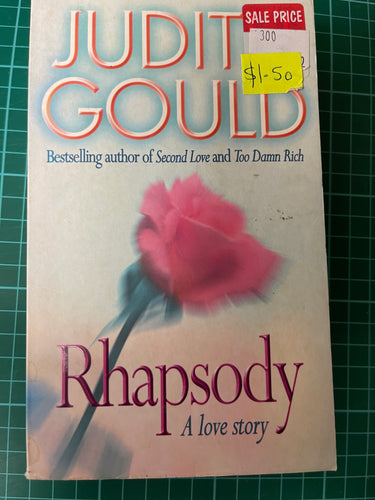 JUDIT
SALE PRICE
300
$1-50
GOULD
Bestselling author of Second Love and Too Damn Rich
Rhapsody
A love story